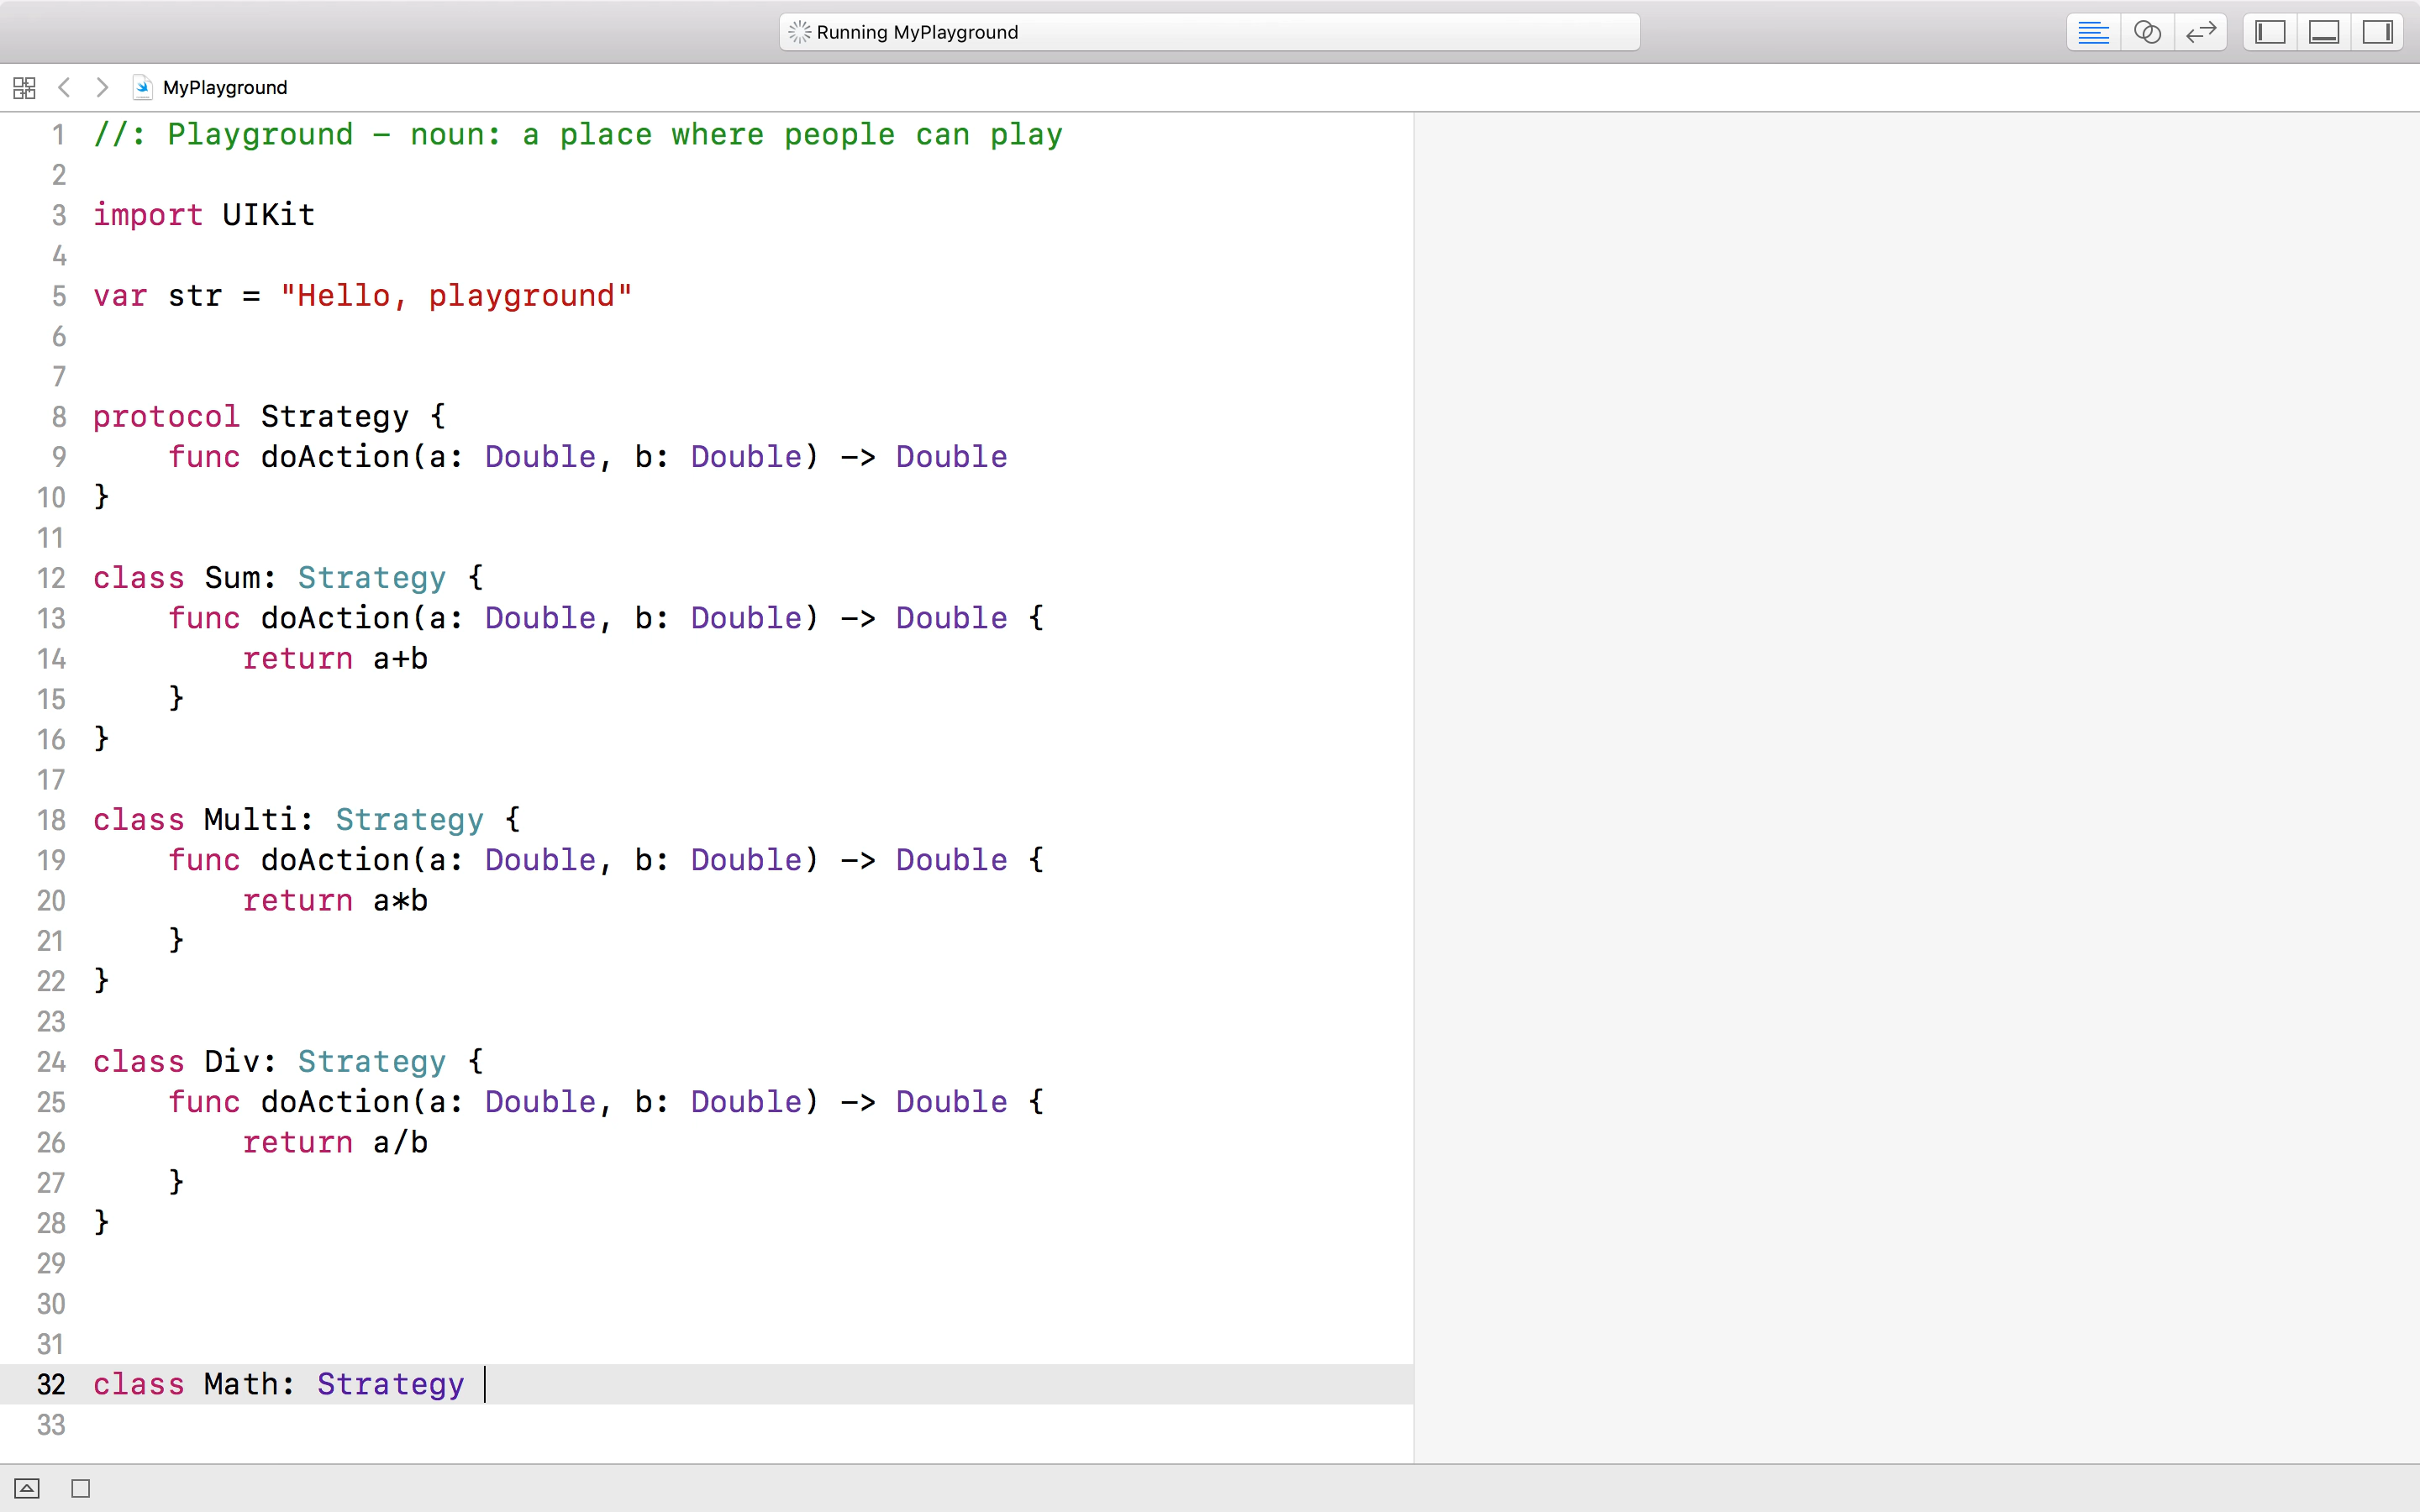 Running MyPlayground
MyPlayground
1 //: Playground – noun: a place where people can play
2
3 import UIKit
4
5 var str = "Hello, playground"
6
7
8 protocol Strategy {
9     func doAction(a: Double, b: Double) -> Double
10 }
11
12 class Sum: Strategy {
13     func doAction(a: Double, b: Double) -> Double {
14         return a+b
15     }
16 }
17
18 class Multi: Strategy {
19     func doAction(a: Double, b: Double) -> Double {
20         return a*b
21     }
22 }
23
24 class Div: Strategy {
25     func doAction(a: Double, b: Double) -> Double {
26         return a/b
27     }
28 }
29
30
31
32 class Math: Strategy
33